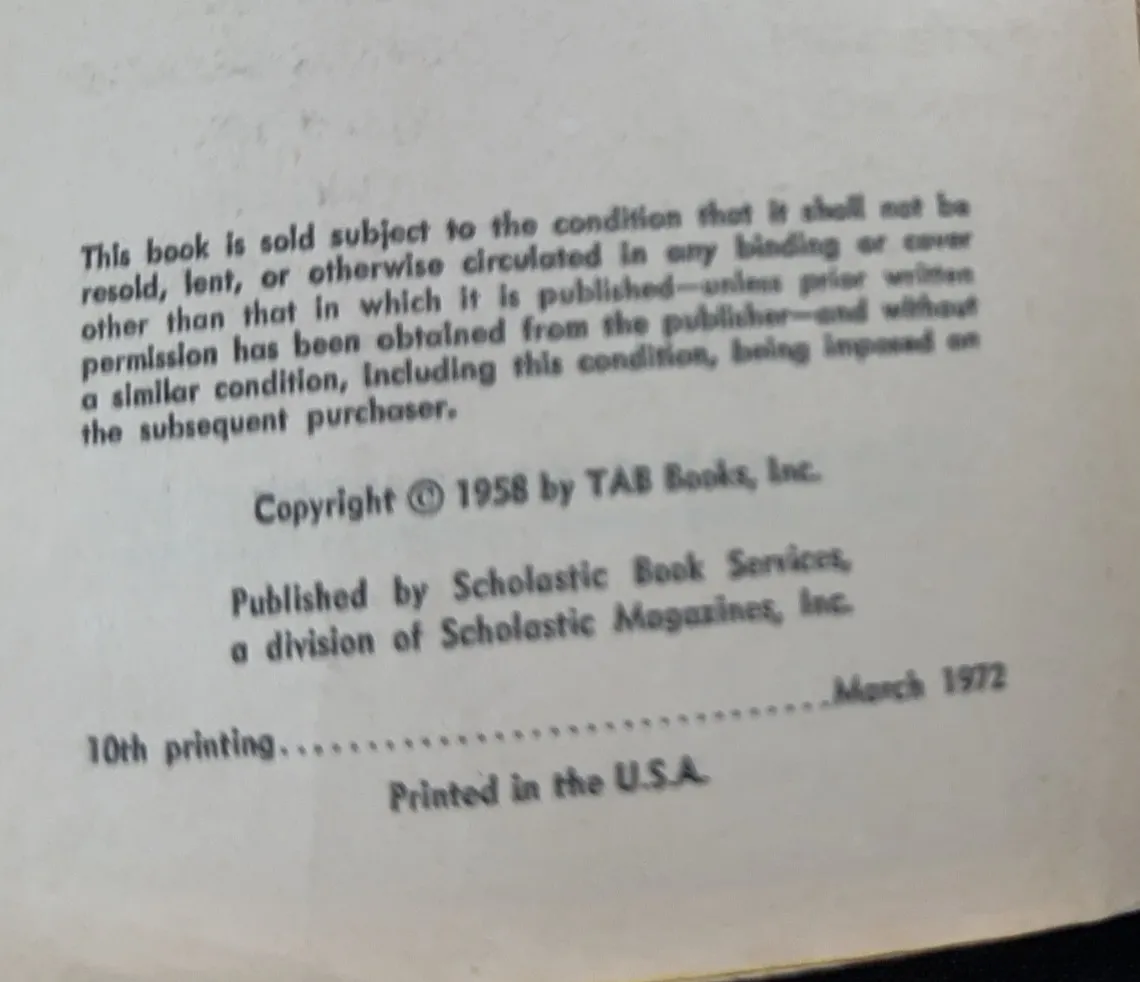 This book is sold subject to the condition that it shall not be
resold, lent, or otherwise circulated in any binding or cover
other than that in which it is published—unless prior written
permission has been obtained from the publisher—and without
a similar condition, including this condition, being imposed on
the subsequent purchaser.
Copyright © 1958 by TAB Books, Inc.
Published by Scholastic Book Services,
a division of Scholastic Magazines, Inc.
10th printing....................................March 1972
Printed in the U.S.A.